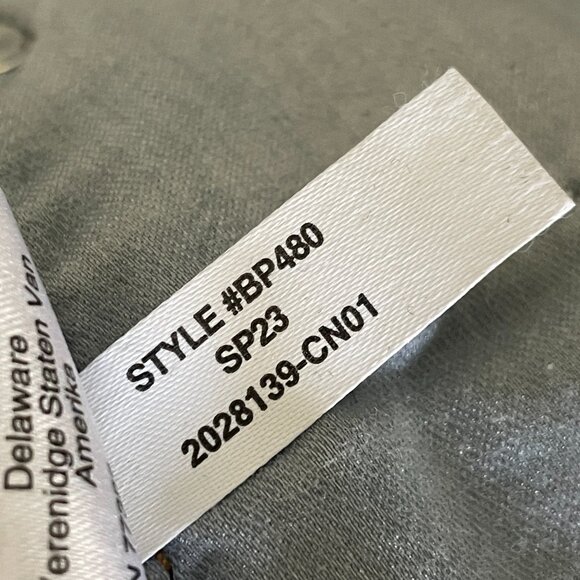 STYLE #BP480
SP23
2028139-CN01
Delaware
Verenidge Staten Van
Amerika